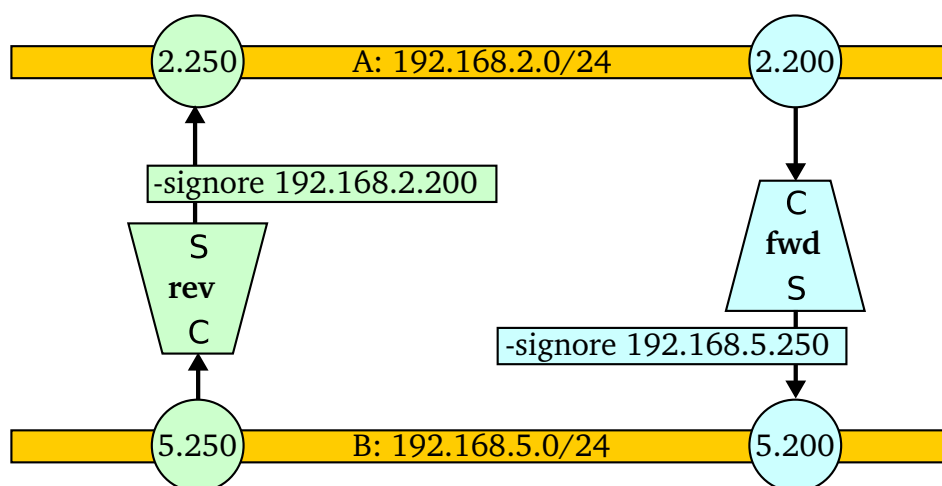 2.250
A: 192.168.2.0/24
2.200
-signore 192.168.2.200
S
rev
C
C
fwd
S
-signore 192.168.5.250
5.250
B: 192.168.5.0/24
5.200